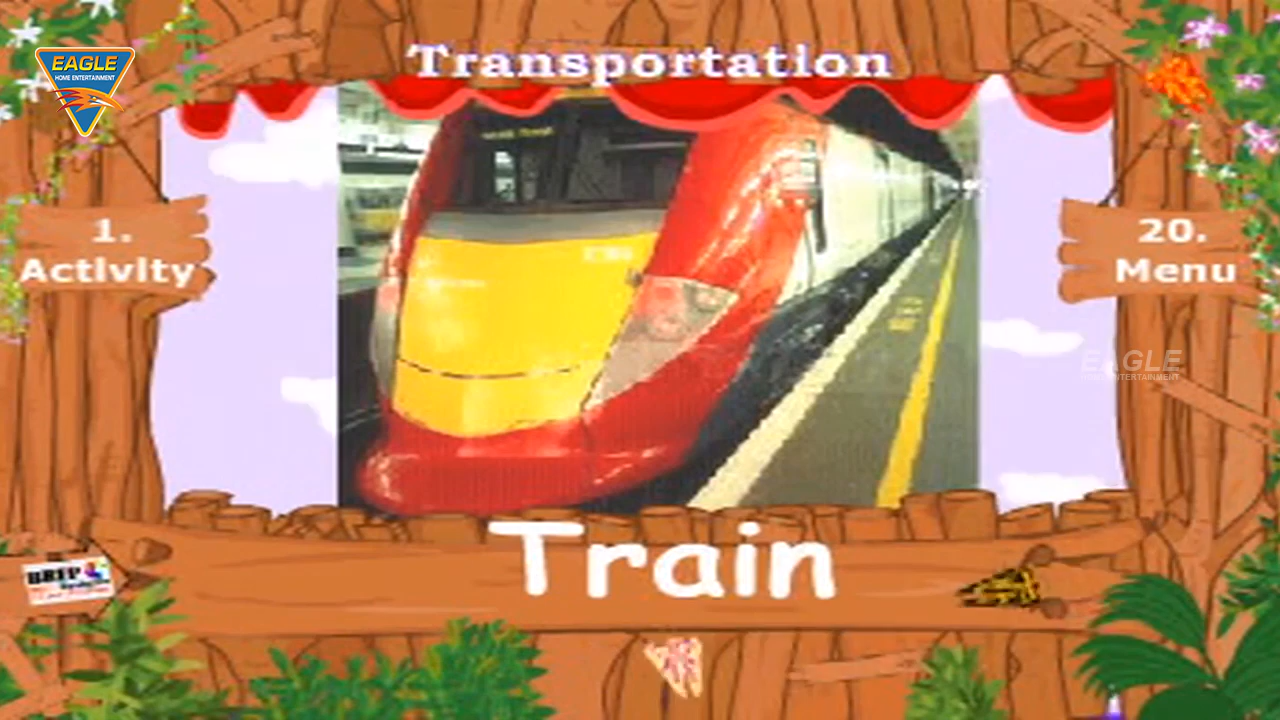 Transportation
EAGLE
HOME ENTERTAINMENT
1.
Activity
20.
Menu
EAGLE
HOME ENTERTAINMENT
Train